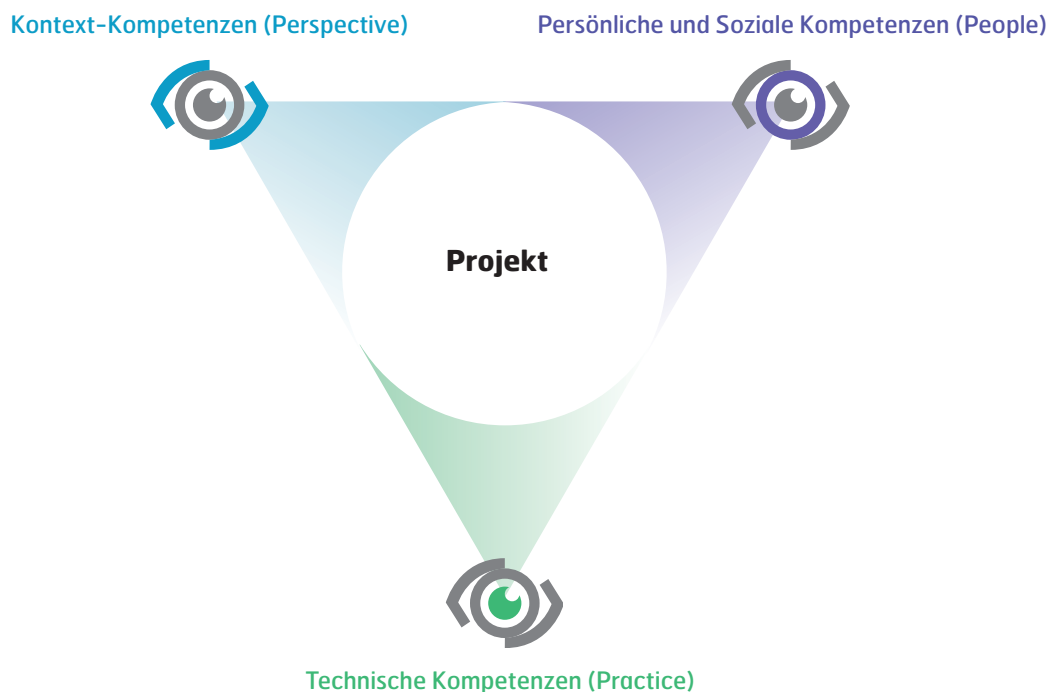 Kontext-Kompetenzen (Perspective)
Persönliche und Soziale Kompetenzen (People)
Projekt
Technische Kompetenzen (Practice)